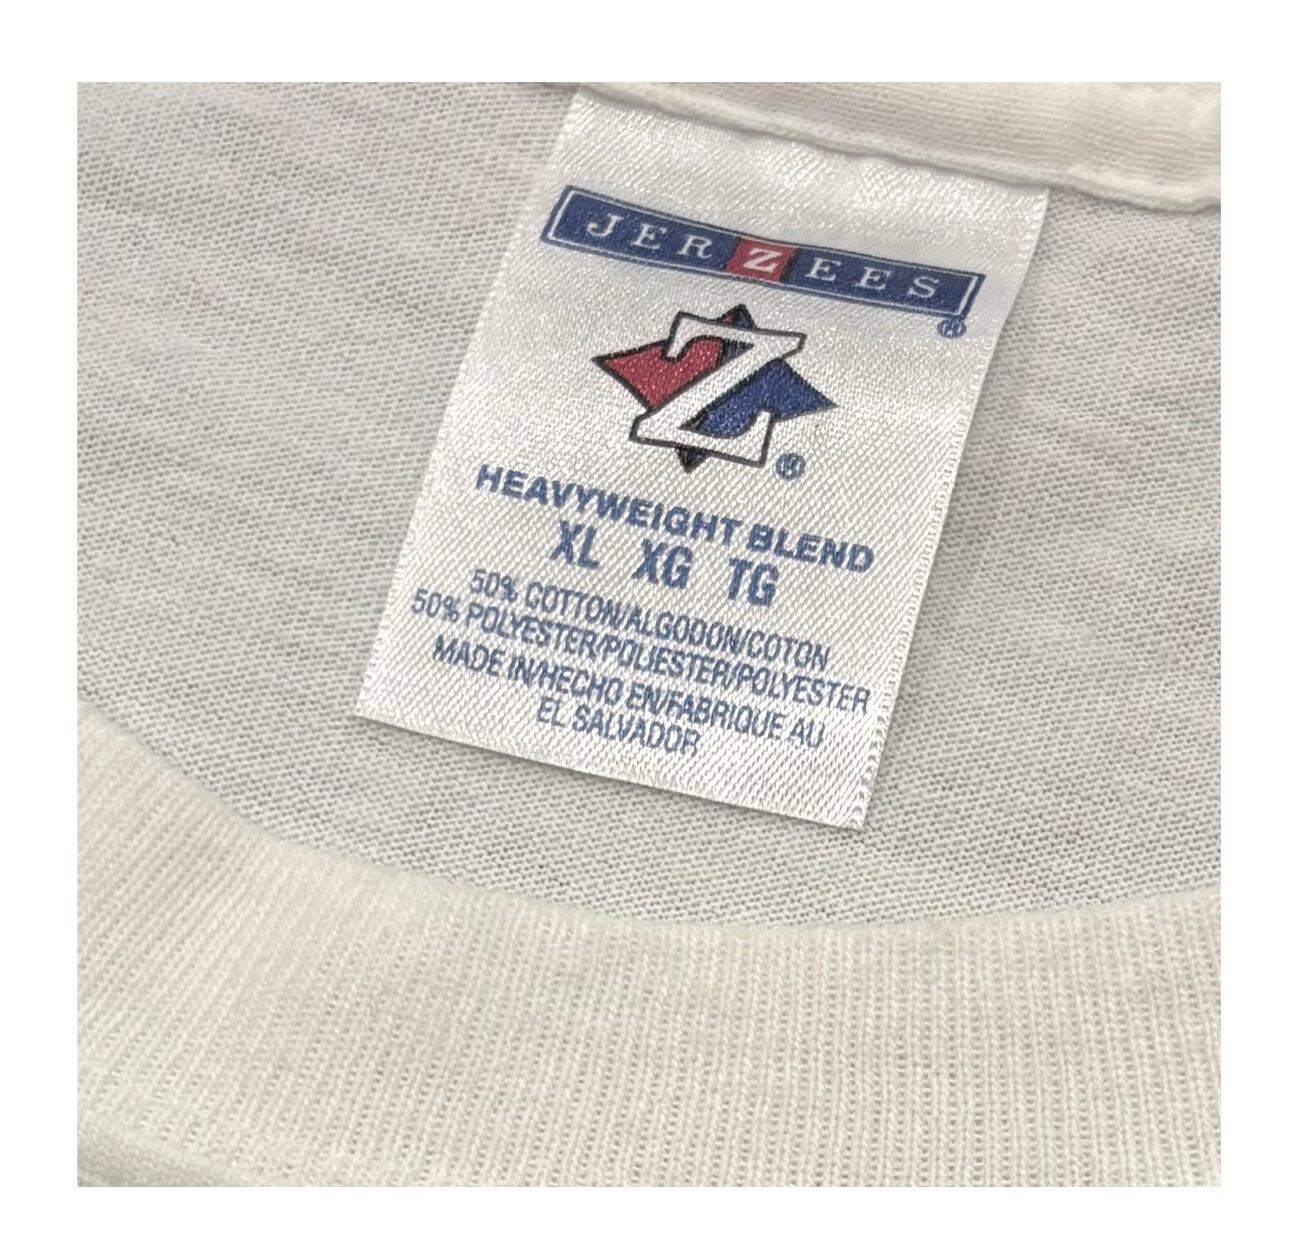 JERZEES®
Z®
HEAVYWEIGHT BLEND
XL XG TG
50% COTTON/ALGODON/COTON
50% POLYESTER/POLIESTER/POLYESTER
MADE IN/HECHO EN/FABRIQUE AU
EL SALVADOR